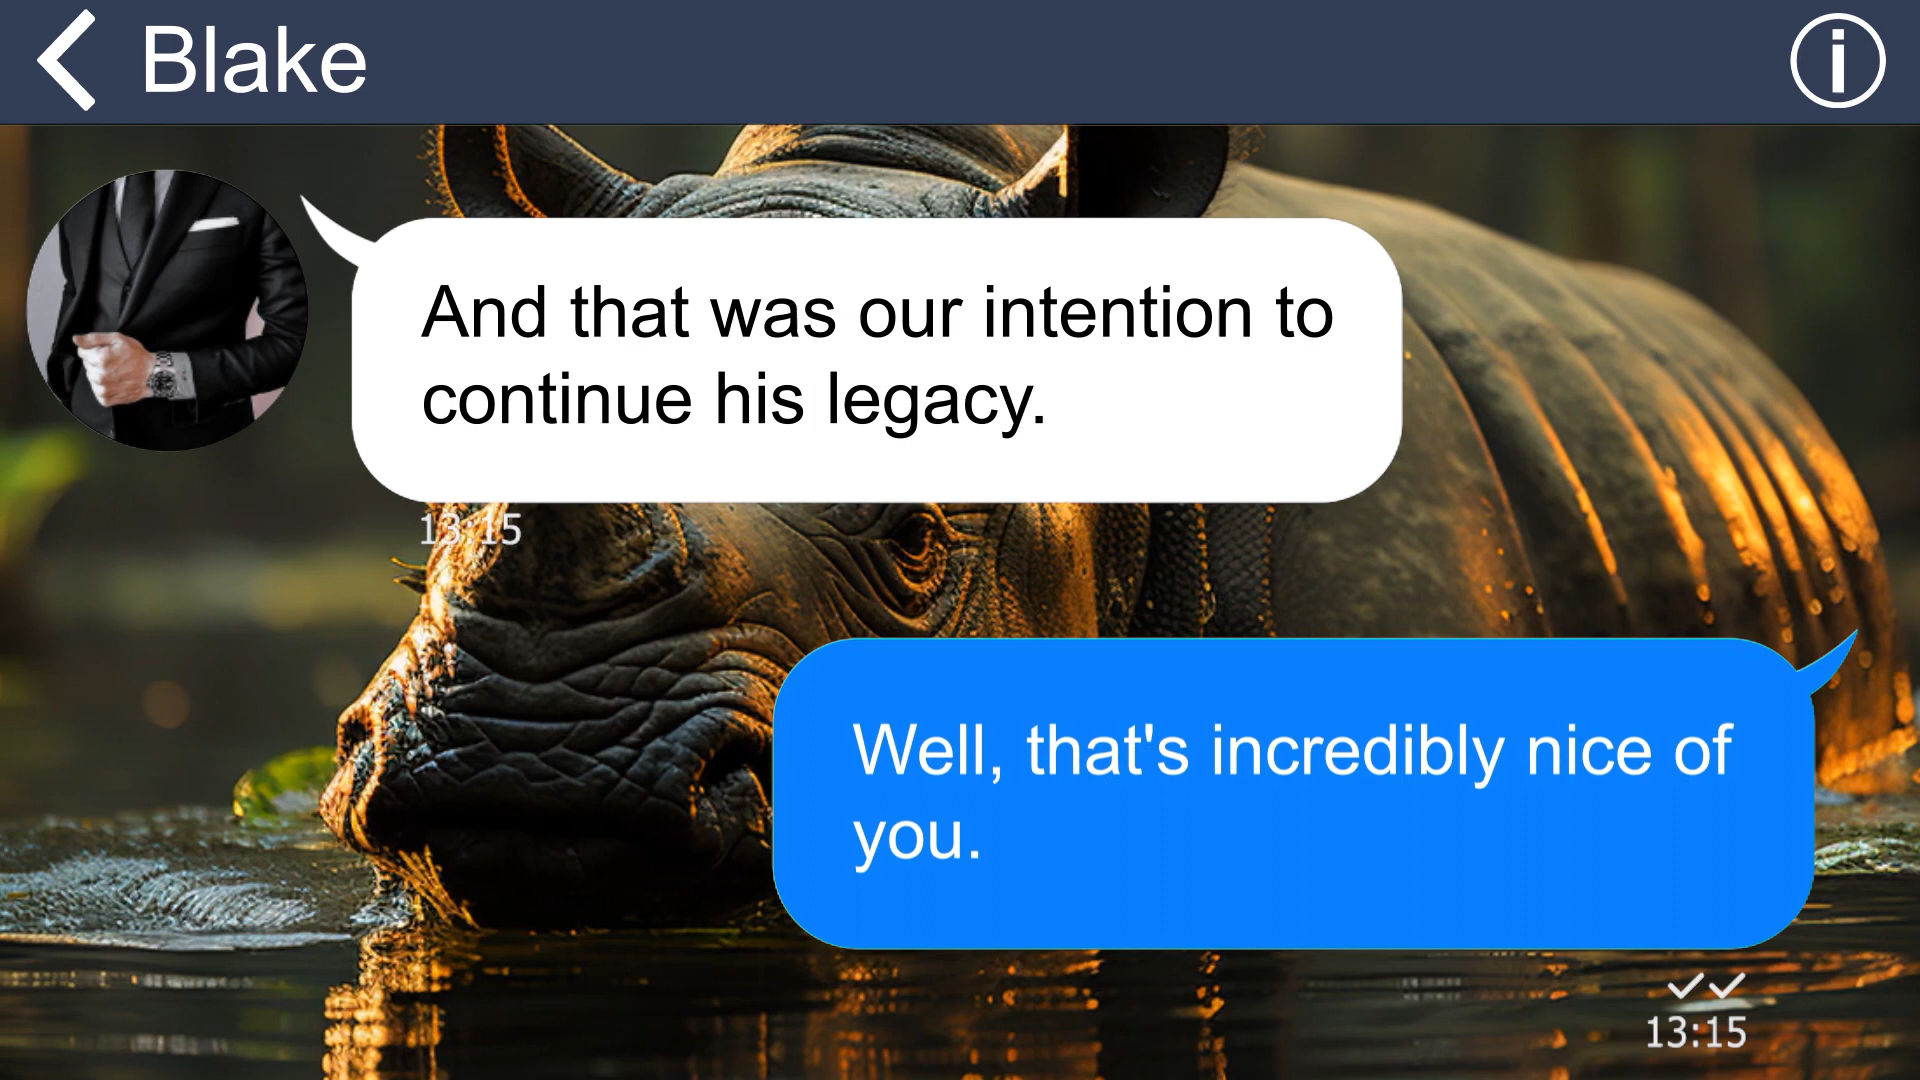 Blake
And that was our intention to
continue his legacy.
13:15
Well, that's incredibly nice of
you.
13:15